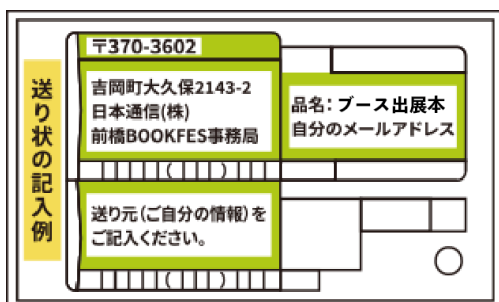 送り状の記入例
〒370-3602
吉岡町大久保2143-2
日本通信(株)
前橋BOOKFES事務局
品名：ブース出展本
自分のメールアドレス
送り元（ご自分の情報）を
ご記入ください。